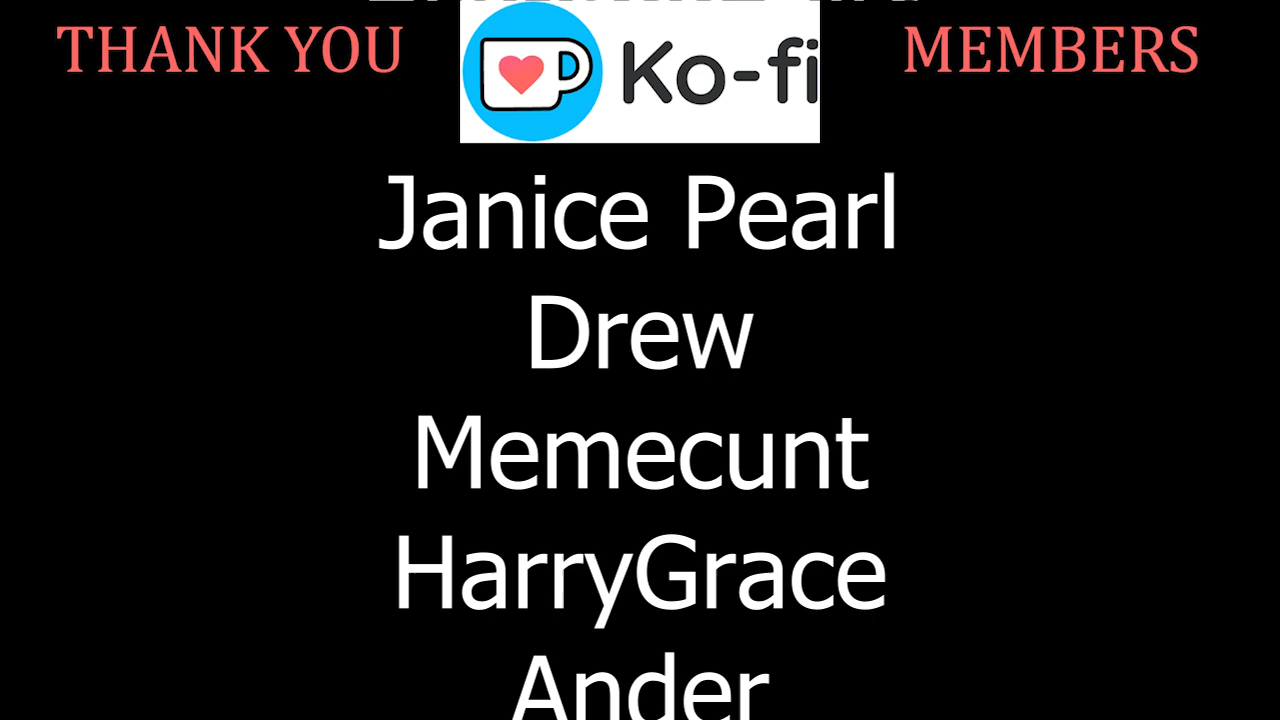 THANK YOU Ko-fi MEMBERS
Janice Pearl
Drew
Memecunt
HarryGrace
Ander